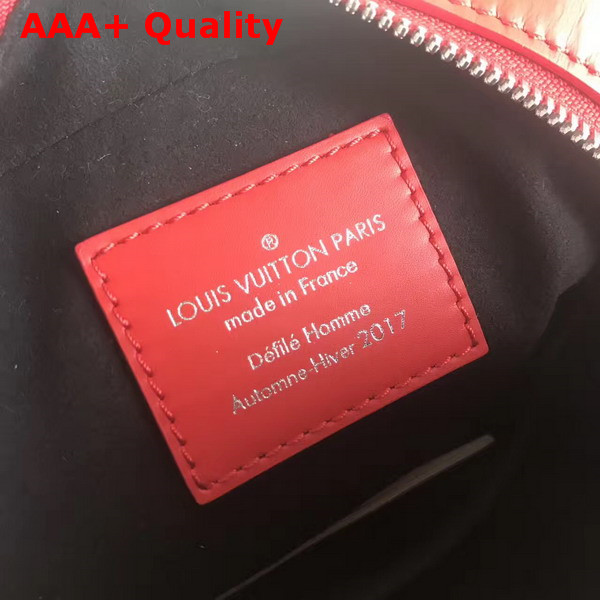 AAA+ Quality
®
LOUIS VUITTON PARIS
made in France
Défilé Homme
Automne-Hiver 2017